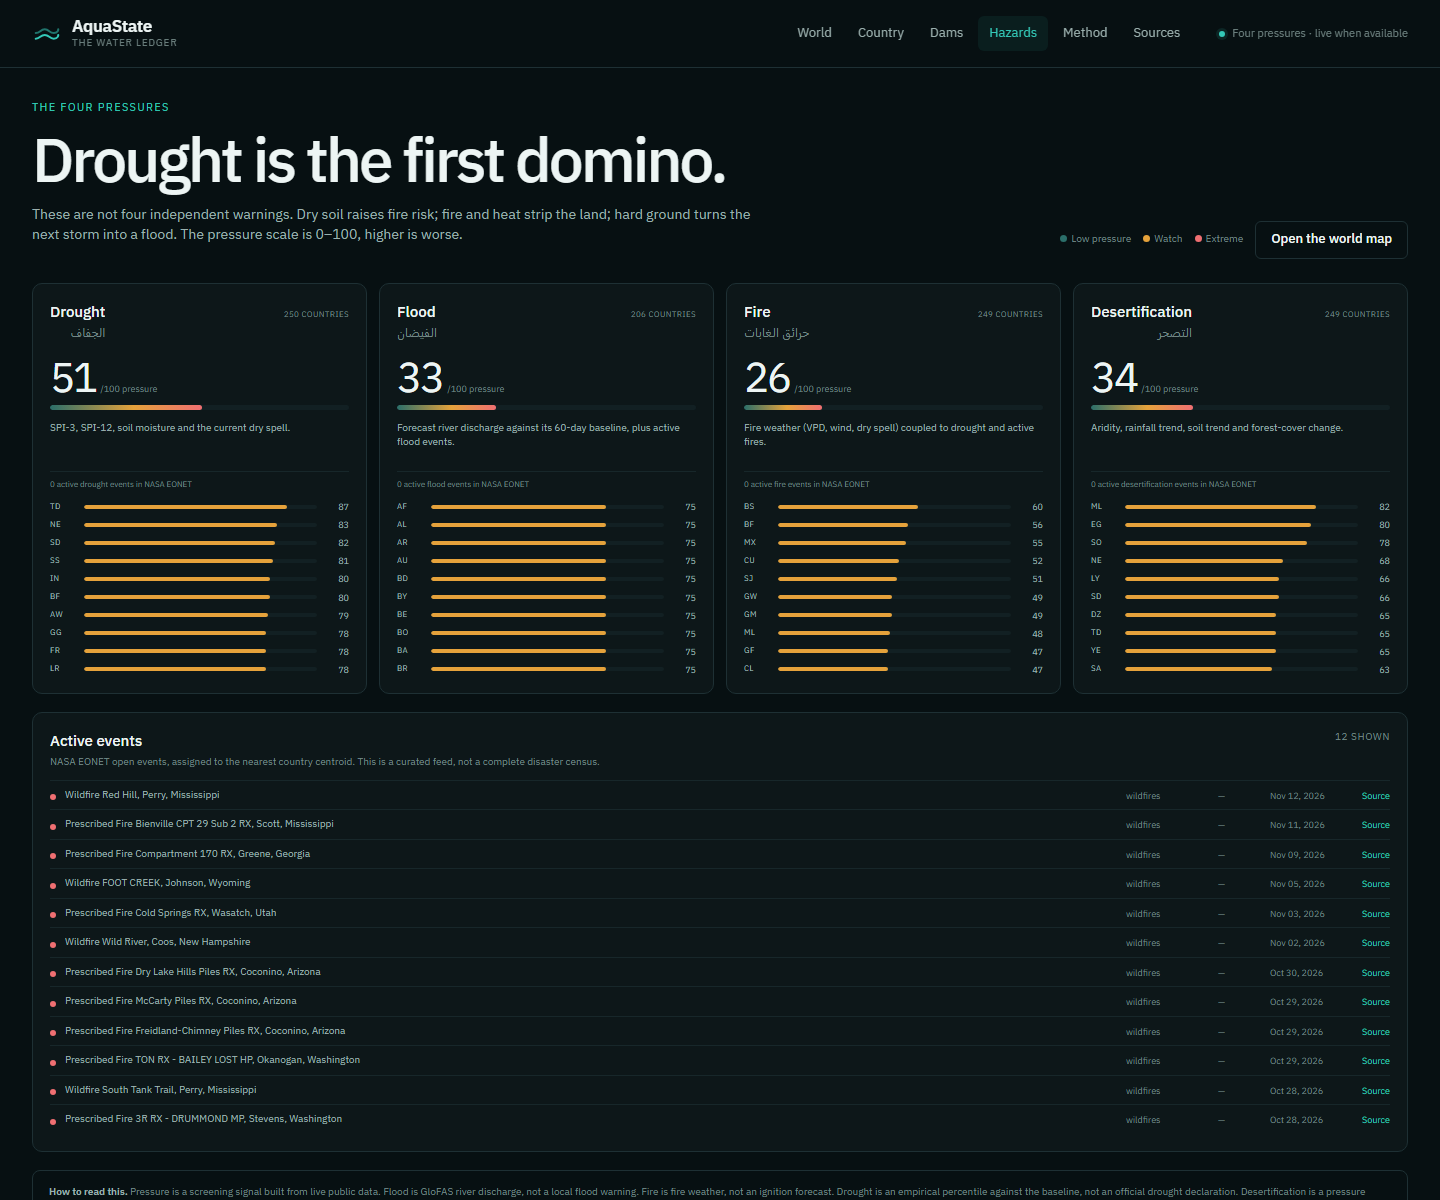 AquaState
THE WATER LEDGER
World
Country
Dams
Hazards
Method
Sources
Four pressures · live when available
THE FOUR PRESSURES
Drought is the first domino.
These are not four independent warnings. Dry soil raises fire risk; fire and heat strip the land; hard ground turns the
next storm into a flood. The pressure scale is 0–100, higher is worse.
Low pressure
Watch
Extreme
Open the world map
Drought
250 COUNTRIES
الجفاف
51 /100 pressure
SPI-3, SPI-12, soil moisture and the current dry spell.
0 active drought events in NASA EONET
TD 87
NE 83
SD 82
SS 81
IN 80
BF 80
AW 79
GG 78
FR 78
LR 78
Flood
206 COUNTRIES
الفيضان
33 /100 pressure
Forecast river discharge against its 60-day baseline, plus active
flood events.
0 active flood events in NASA EONET
AF 75
AL 75
AR 75
AU 75
BD 75
BY 75
BE 75
BO 75
BA 75
BR 75
Fire
249 COUNTRIES
حرائق الغابات
26 /100 pressure
Fire weather (VPD, wind, dry spell) coupled to drought and active
fires.
0 active fire events in NASA EONET
BS 60
BF 56
MX 55
CU 52
SJ 51
GW 49
GM 49
ML 48
GF 47
CL 47
Desertification
249 COUNTRIES
التصحر
34 /100 pressure
Aridity, rainfall trend, soil trend and forest-cover change.
0 active desertification events in NASA EONET
ML 82
EG 80
SO 78
NE 68
LY 66
SD 66
DZ 65
TD 65
YE 65
SA 63
Active events
12 SHOWN
NASA EONET open events, assigned to the nearest country centroid. This is a curated feed, not a complete disaster census.
Wildfire Red Hill, Perry, Mississippi wildfires — Nov 12, 2026 Source
Prescribed Fire Bienville CPT 29 Sub 2 RX, Scott, Mississippi wildfires — Nov 11, 2026 Source
Prescribed Fire Compartment 170 RX, Greene, Georgia wildfires — Nov 09, 2026 Source
Wildfire FOOT CREEK, Johnson, Wyoming wildfires — Nov 05, 2026 Source
Prescribed Fire Cold Springs RX, Wasatch, Utah wildfires — Nov 03, 2026 Source
Wildfire Wild River, Coos, New Hampshire wildfires — Nov 02, 2026 Source
Prescribed Fire Dry Lake Hills Piles RX, Coconino, Arizona wildfires — Oct 30, 2026 Source
Prescribed Fire McCarty Piles RX, Coconino, Arizona wildfires — Oct 29, 2026 Source
Prescribed Fire Freidland-Chimney Piles RX, Coconino, Arizona wildfires — Oct 29, 2026 Source
Prescribed Fire TON RX - BAILEY LOST HP, Okanogan, Washington wildfires — Oct 29, 2026 Source
Wildfire South Tank Trail, Perry, Mississippi wildfires — Oct 28, 2026 Source
Prescribed Fire 3R RX - DRUMMOND MP, Stevens, Washington wildfires — Oct 28, 2026 Source
How to read this. Pressure is a screening signal built from live public data. Flood is GloFAS river discharge, not a local flood warning. Fire is fire weather, not an ignition forecast. Drought is an empirical percentile against the baseline, not an official drought declaration. Desertification is a pressure